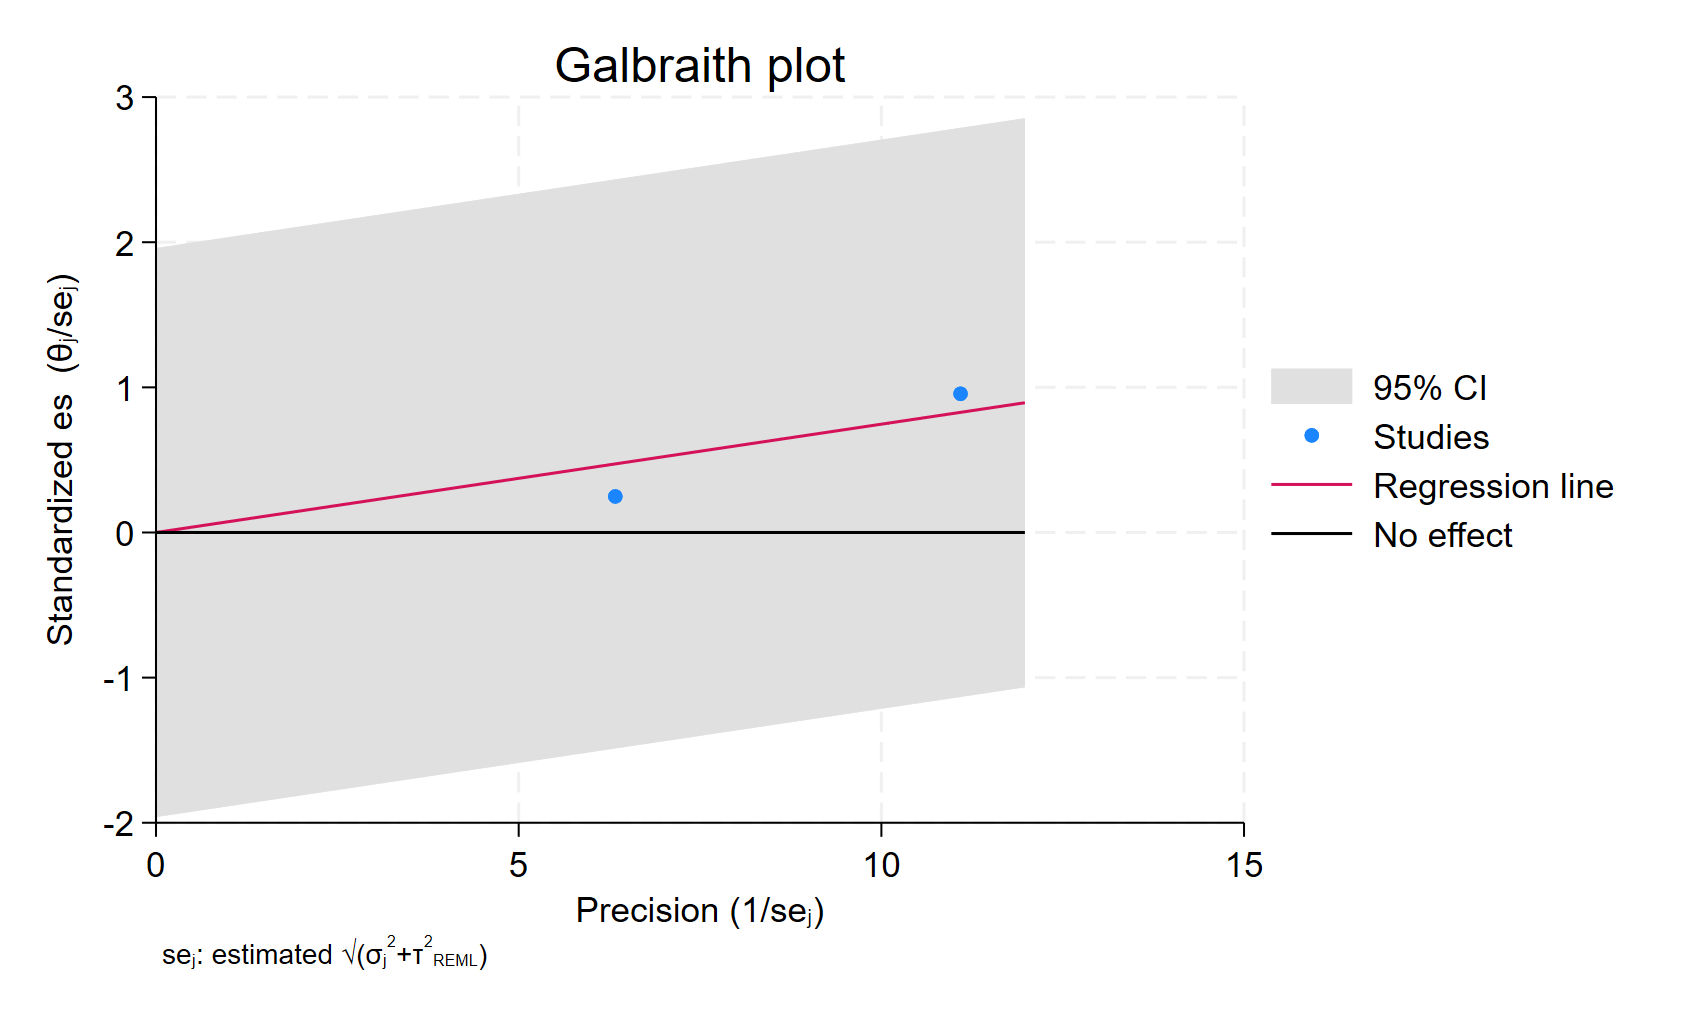 Galbraith plot
3
2
1
0
-1
-2
Standardized es (θⱼ/seⱼ)
0 5 10 15
Precision (1/seⱼ)
95% CI
Studies
Regression line
No effect
seⱼ: estimated √(σⱼ²+τ²REML)